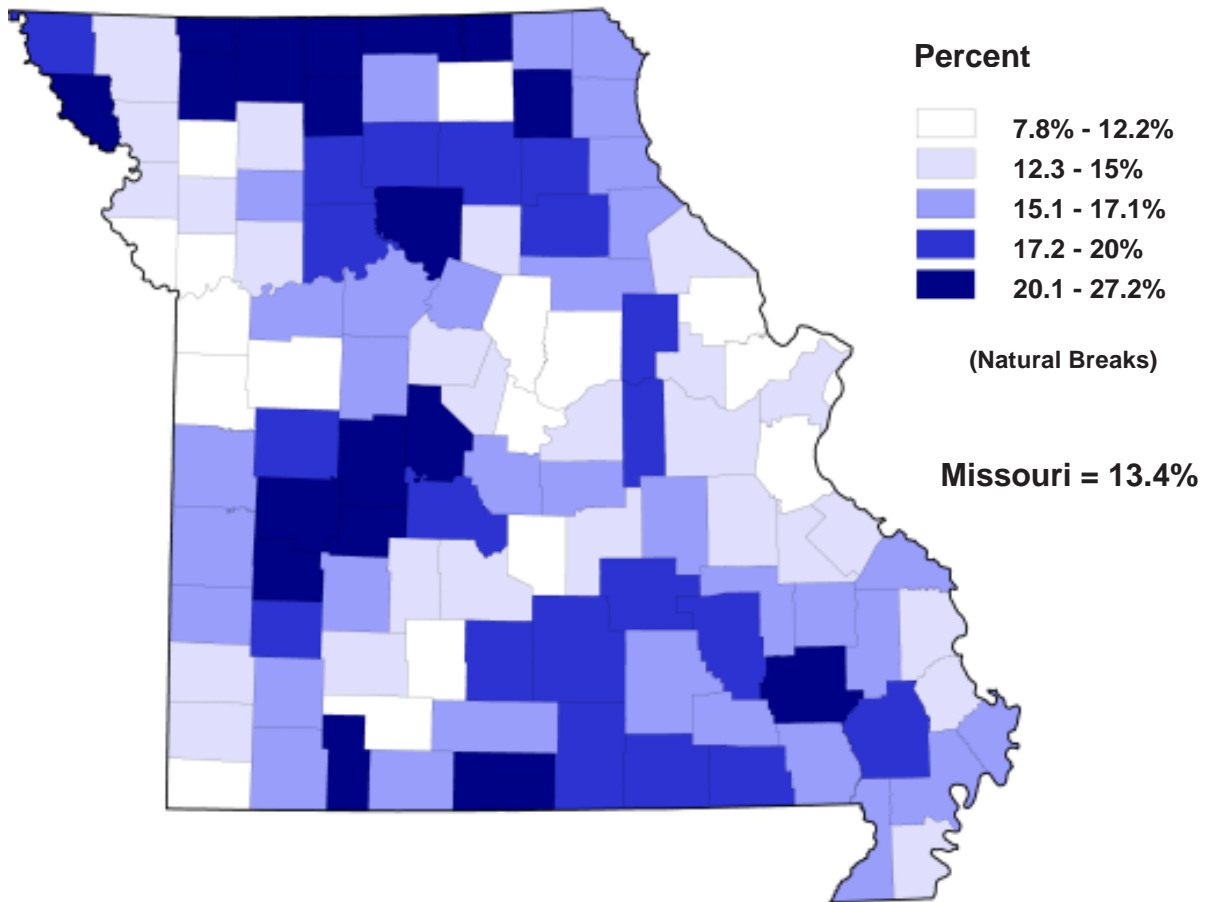 Percent
7.8% - 12.2%
12.3 - 15%
15.1 - 17.1%
17.2 - 20%
20.1 - 27.2%
(Natural Breaks)
Missouri = 13.4%